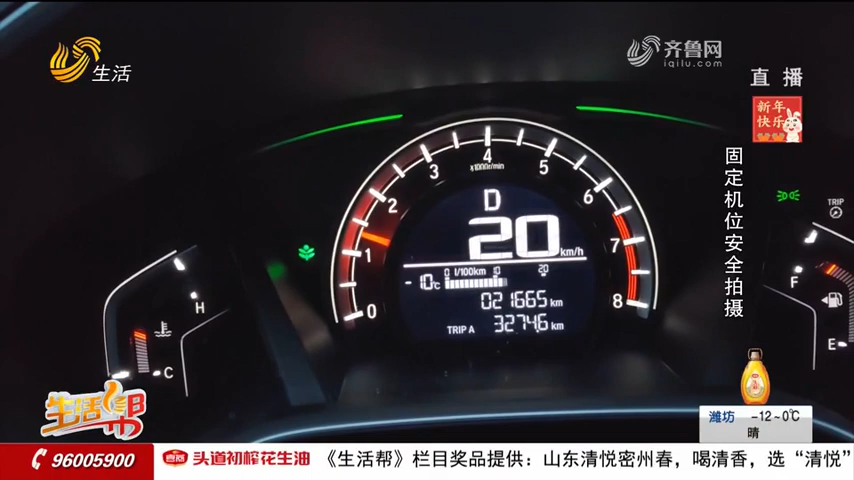 生活
齐鲁网
iqilu.com
直播
新年
快乐
固定机位安全拍摄
0 1 2 3 4 5 6 7 8
x1000r/min
D
20 km/h
0 l/100km 10 20
-10℃
021665 km
TRIP A 3274.6 km
H
C
TRIP
F
E
生活帮
潍坊 -12~0℃
晴
96005900
头道初榨花生油
《生活帮》栏目奖品提供：山东清悦密州春，喝清香，选“清悦”